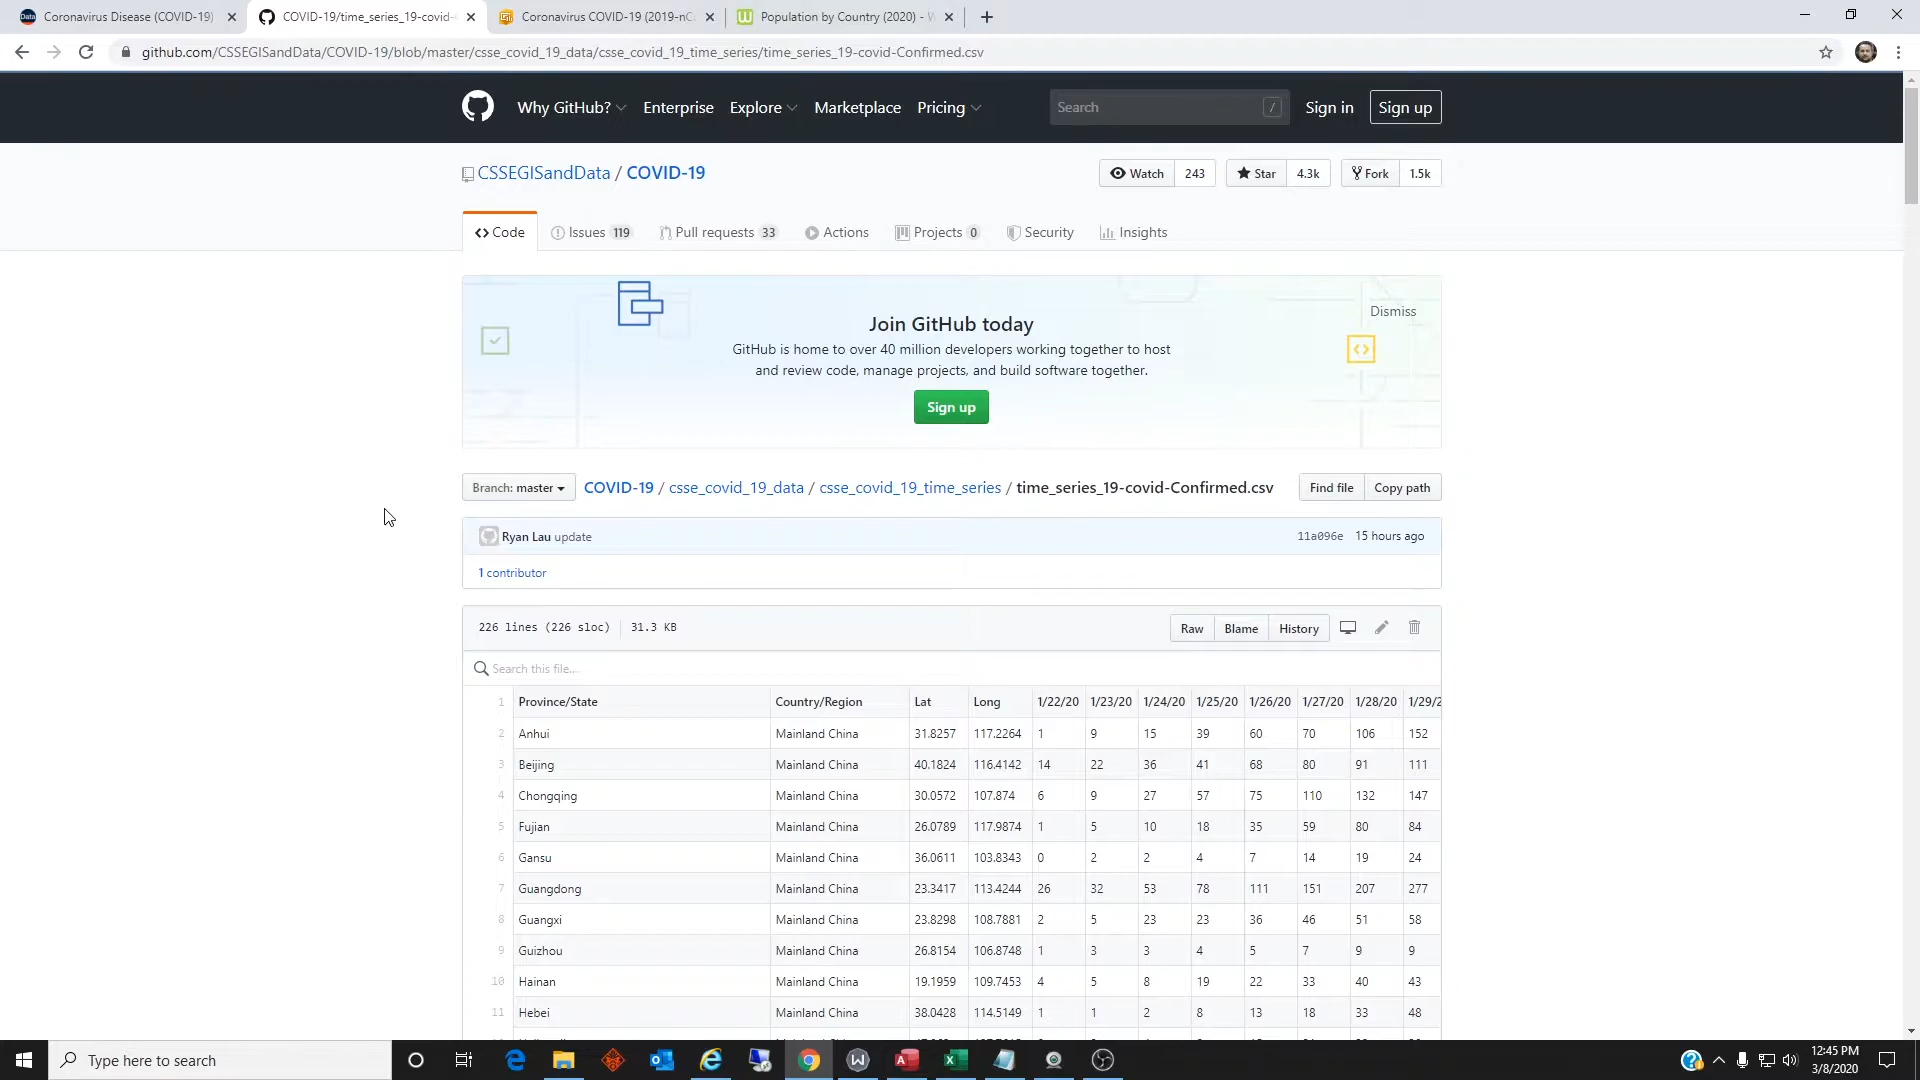 Data Coronavirus Disease (COVID-19)
COVID-19/time_series_19-covid-
Coronavirus COVID-19 (2019-nC
Population by Country (2020) - W
github.com/CSSEGISandData/COVID-19/blob/master/csse_covid_19_data/csse_covid_19_time_series/time_series_19-covid-Confirmed.csv
Why GitHub? Enterprise Explore Marketplace Pricing Search / Sign in Sign up
CSSEGISandData / COVID-19
Watch 243 Star 4.3k Fork 1.5k
Code Issues 119 Pull requests 33 Actions Projects 0 Security Insights
Dismiss
Join GitHub today
GitHub is home to over 40 million developers working together to host
and review code, manage projects, and build software together.
Sign up
Branch: master COVID-19 / csse_covid_19_data / csse_covid_19_time_series / time_series_19-covid-Confirmed.csv Find file Copy path
Ryan Lau update 11a096e 15 hours ago
1 contributor
226 lines (226 sloc) 31.3 KB Raw Blame History
Search this file...
1 Province/State Country/Region Lat Long 1/22/20 1/23/20 1/24/20 1/25/20 1/26/20 1/27/20 1/28/20 1/29/2
2 Anhui Mainland China 31.8257 117.2264 1 9 15 39 60 70 106 152
3 Beijing Mainland China 40.1824 116.4142 14 22 36 41 68 80 91 111
4 Chongqing Mainland China 30.0572 107.874 6 9 27 57 75 110 132 147
5 Fujian Mainland China 26.0789 117.9874 1 5 10 18 35 59 80 84
6 Gansu Mainland China 36.0611 103.8343 0 2 2 4 7 14 19 24
7 Guangdong Mainland China 23.3417 113.4244 26 32 53 78 111 151 207 277
8 Guangxi Mainland China 23.8298 108.7881 2 5 23 23 36 46 51 58
9 Guizhou Mainland China 26.8154 106.8748 1 3 3 4 5 7 9 9
10 Hainan Mainland China 19.1959 109.7453 4 5 8 19 22 33 40 43
11 Hebei Mainland China 38.0428 114.5149 1 1 2 8 13 18 33 48
Type here to search
12:45 PM
3/8/2020